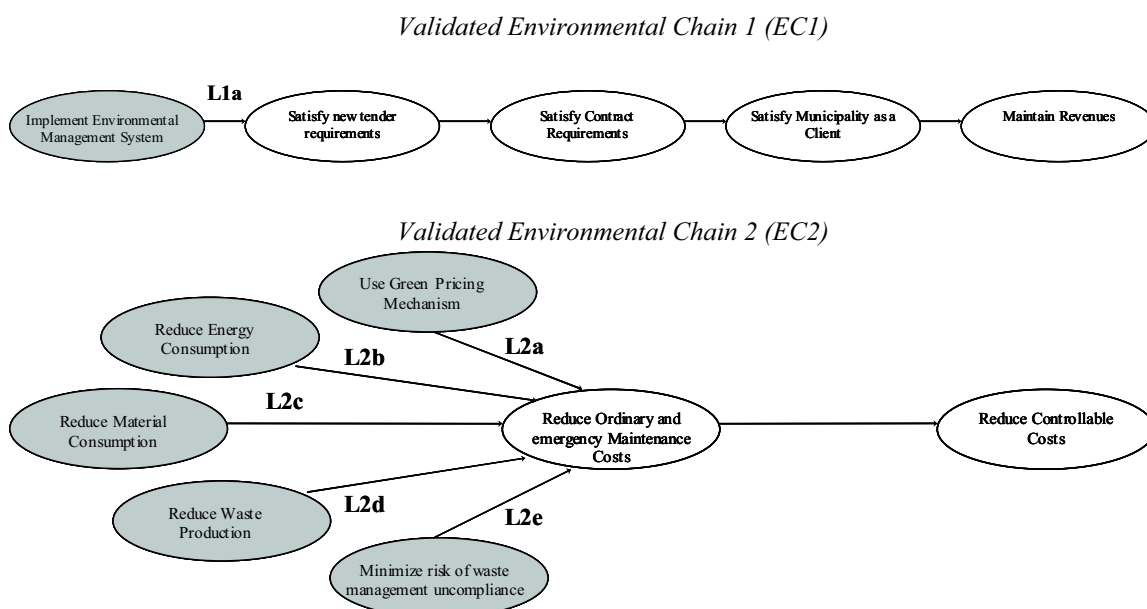 Validated Environmental Chain 1 (EC1)
L1a
Implement Environmental
Management System
Satisfy new tender
requirements
Satisfy Contract
Requirements
Satisfy Municipality as a
Client
Maintain Revenues
Validated Environmental Chain 2 (EC2)
Use Green Pricing
Mechanism
Reduce Energy
Consumption
L2a
L2b
L2c
Reduce Material
Consumption
Reduce Ordinary and
emergency Maintenance
Costs
Reduce Controllable
Costs
L2d
Reduce Waste
Production
L2e
Minimize risk of waste
management uncompliance